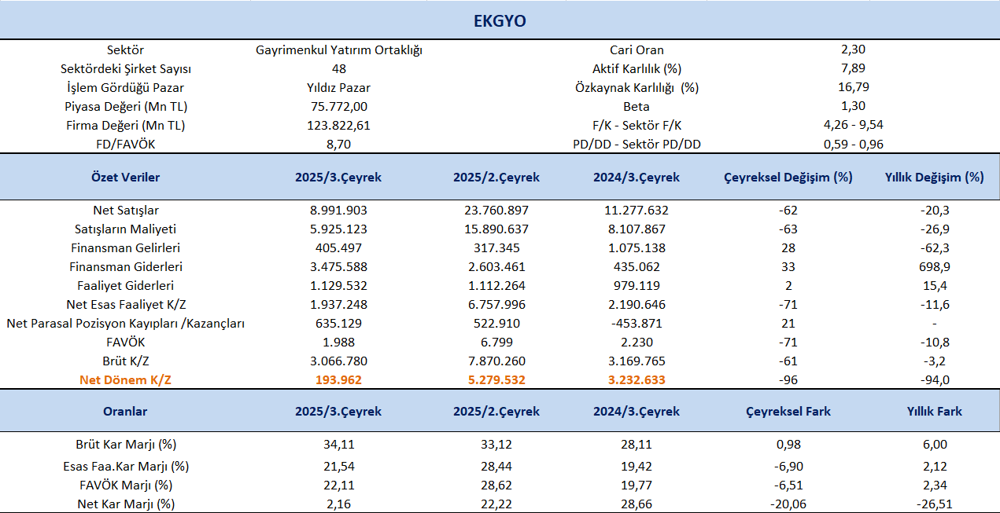 EKGYO
Sektör Gayrimenkul Yatırım Ortaklığı Cari Oran 2,30
Sektördeki Şirket Sayısı 48 Aktif Karlılık (%) 7,89
İşlem Gördüğü Pazar Yıldız Pazar Özkaynak Karlılığı (%) 16,79
Piyasa Değeri (Mn TL) 75.772,00 Beta 1,30
Firma Değeri (Mn TL) 123.822,61 F/K - Sektör F/K 4,26 - 9,54
FD/FAVÖK 8,70 PD/DD - Sektör PD/DD 0,59 - 0,96
Özet Veriler 2025/3.Çeyrek 2025/2.Çeyrek 2024/3.Çeyrek Çeyreksel Değişim (%) Yıllık Değişim (%)
Net Satışlar 8.991.903 23.760.897 11.277.632 -62 -20,3
Satışların Maliyeti 5.925.123 15.890.637 8.107.867 -63 -26,9
Finansman Gelirleri 405.497 317.345 1.075.138 28 -62,3
Finansman Giderleri 3.475.588 2.603.461 435.062 33 698,9
Faaliyet Giderleri 1.129.532 1.112.264 979.119 2 15,4
Net Esas Faaliyet K/Z 1.937.248 6.757.996 2.190.646 -71 -11,6
Net Parasal Pozisyon Kayıpları /Kazançları 635.129 522.910 -453.871 21 -
FAVÖK 1.988 6.799 2.230 -71 -10,8
Brüt K/Z 3.066.780 7.870.260 3.169.765 -61 -3,2
Net Dönem K/Z 193.962 5.279.532 3.232.633 -96 -94,0
Oranlar 2025/3.Çeyrek 2025/2.Çeyrek 2024/3.Çeyrek Çeyreksel Fark Yıllık Fark
Brüt Kar Marjı (%) 34,11 33,12 28,11 0,98 6,00
Esas Faa.Kar Marjı (%) 21,54 28,44 19,42 -6,90 2,12
FAVÖK Marjı (%) 22,11 28,62 19,77 -6,51 2,34
Net Kar Marjı (%) 2,16 22,22 28,66 -20,06 -26,51